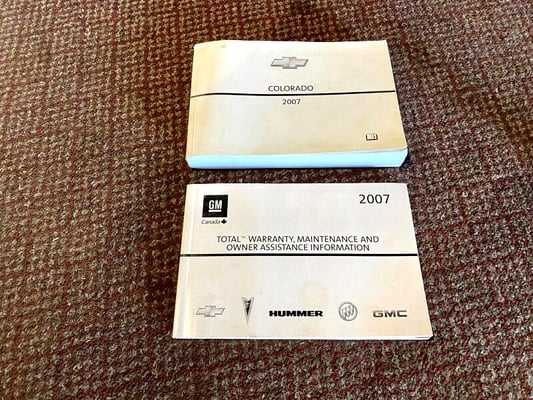 COLORADO
2007
GM
Canada
2007
TOTAL™ WARRANTY, MAINTENANCE AND
OWNER ASSISTANCE INFORMATION
HUMMER
GMC